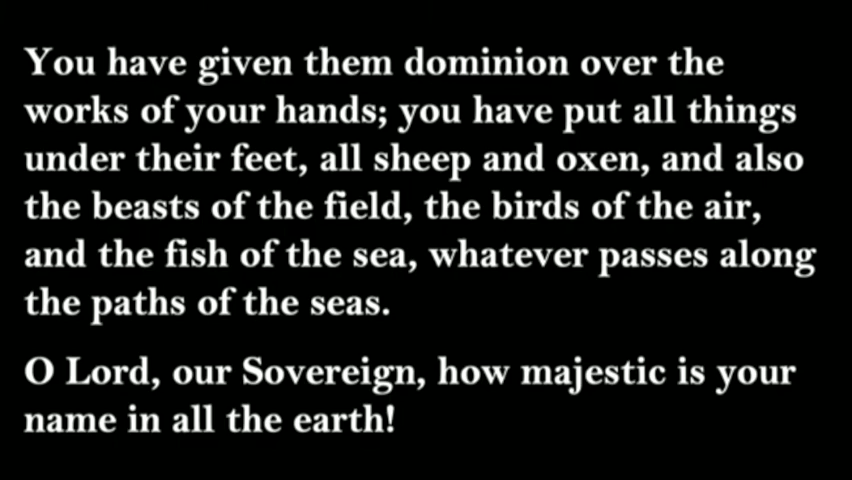 You have given them dominion over the
works of your hands; you have put all things
under their feet, all sheep and oxen, and also
the beasts of the field, the birds of the air,
and the fish of the sea, whatever passes along
the paths of the seas.
O Lord, our Sovereign, how majestic is your
name in all the earth!